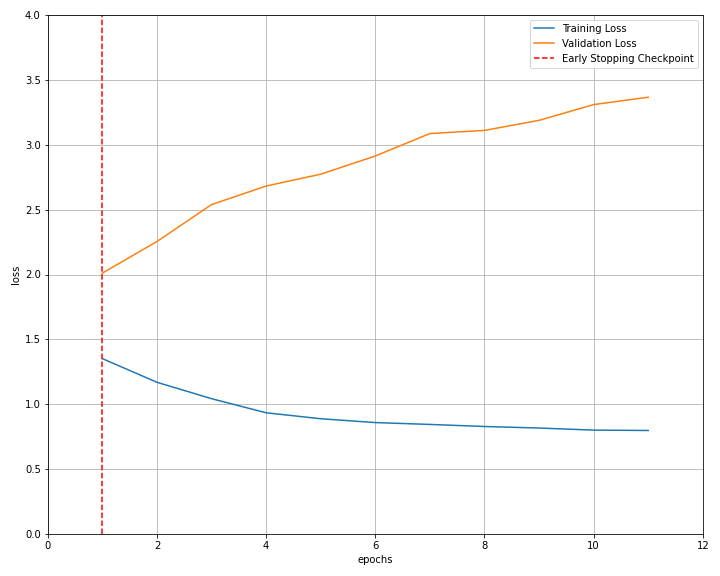 Training Loss
Validation Loss
Early Stopping Checkpoint
4.0
3.5
3.0
2.5
2.0
1.5
1.0
0.5
0.0
loss
0 2 4 6 8 10 12
epochs